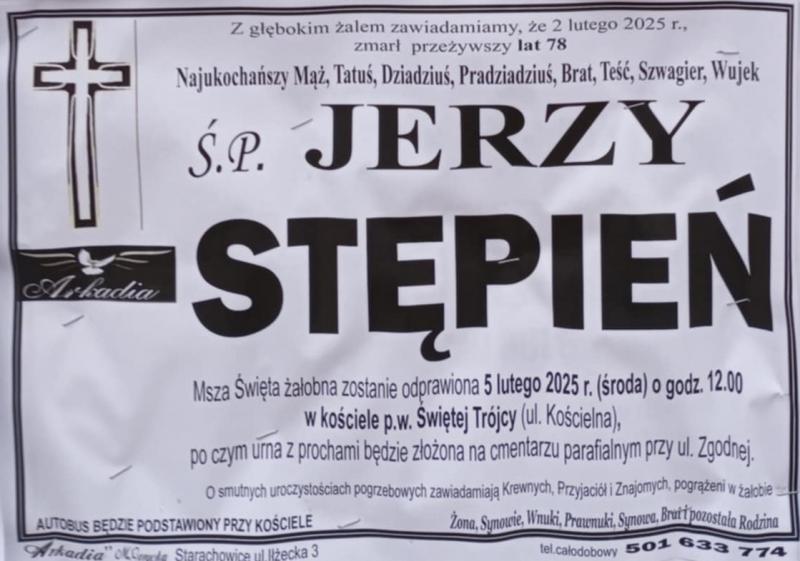 Z głębokim żalem zawiadamiamy, że 2 lutego 2025 r.,
zmarł przeżywszy lat 78
Najukochańszy Mąż, Tatuś, Dziadziuś, Pradziadziuś, Brat, Teść, Szwagier, Wujek
Ś.P. JERZY
STĘPIEŃ
Arkadia
Msza Święta żałobna zostanie odprawiona 5 lutego 2025 r. (środa) o godz. 12.00
w kościele p.w. Świętej Trójcy (ul. Kościelna),
po czym urna z prochami będzie złożona na cmentarzu parafialnym przy ul. Zgodnej.
O smutnych uroczystościach pogrzebowych zawiadamiają Krewnych, Przyjaciół i Znajomych, pogrążeni w żałobie
Żona, Synowie, Wnuki, Prawnuki, Synowa, Brat i pozostała Rodzina
AUTOBUS BĘDZIE PODSTAWIONY PRZY KOŚCIELE
"Arkadia" Starachowice ul. Iłżecka 3
tel.całodobowy 501 633 774